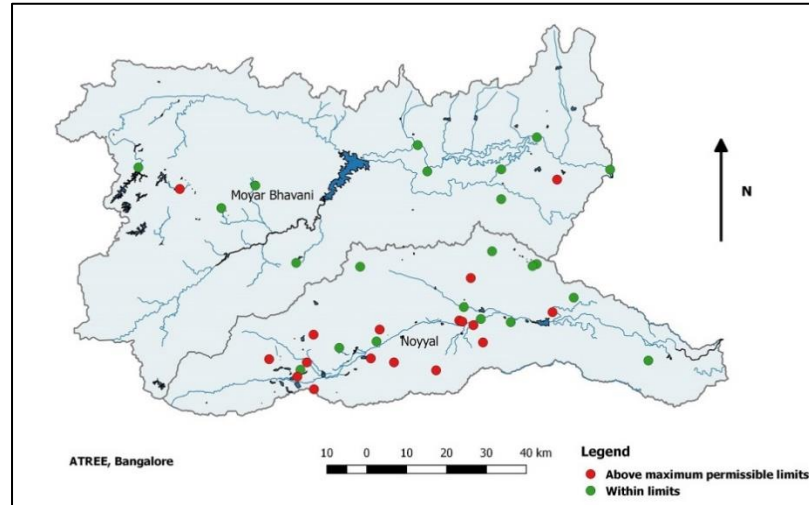 Moyar Bhavani
N
Noyyal
ATREE, Bangalore
10 0 10 20 30 40 km
Legend
Above maximum permissible limits
Within limits